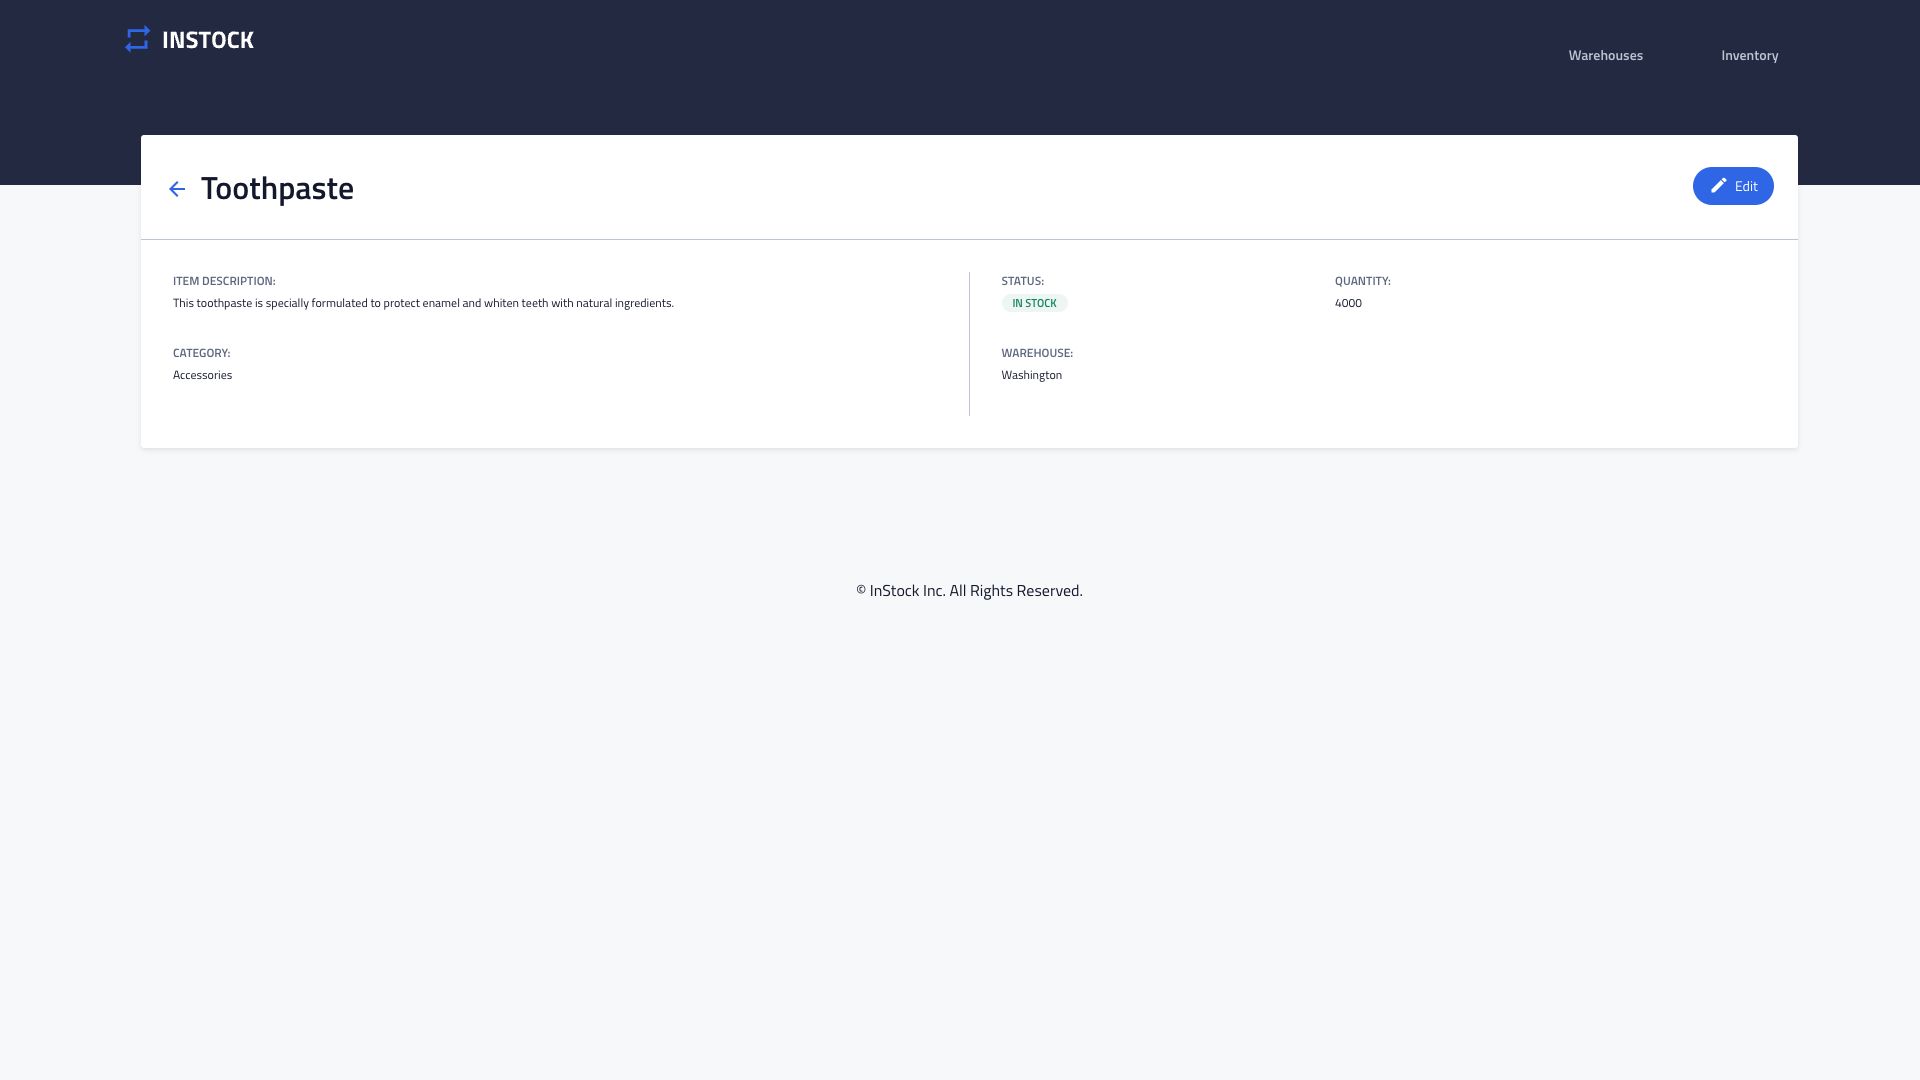 INSTOCK
Warehouses
Inventory
Toothpaste
Edit
ITEM DESCRIPTION:
This toothpaste is specially formulated to protect enamel and whiten teeth with natural ingredients.
CATEGORY:
Accessories
STATUS:
IN STOCK
QUANTITY:
4000
WAREHOUSE:
Washington
© InStock Inc. All Rights Reserved.